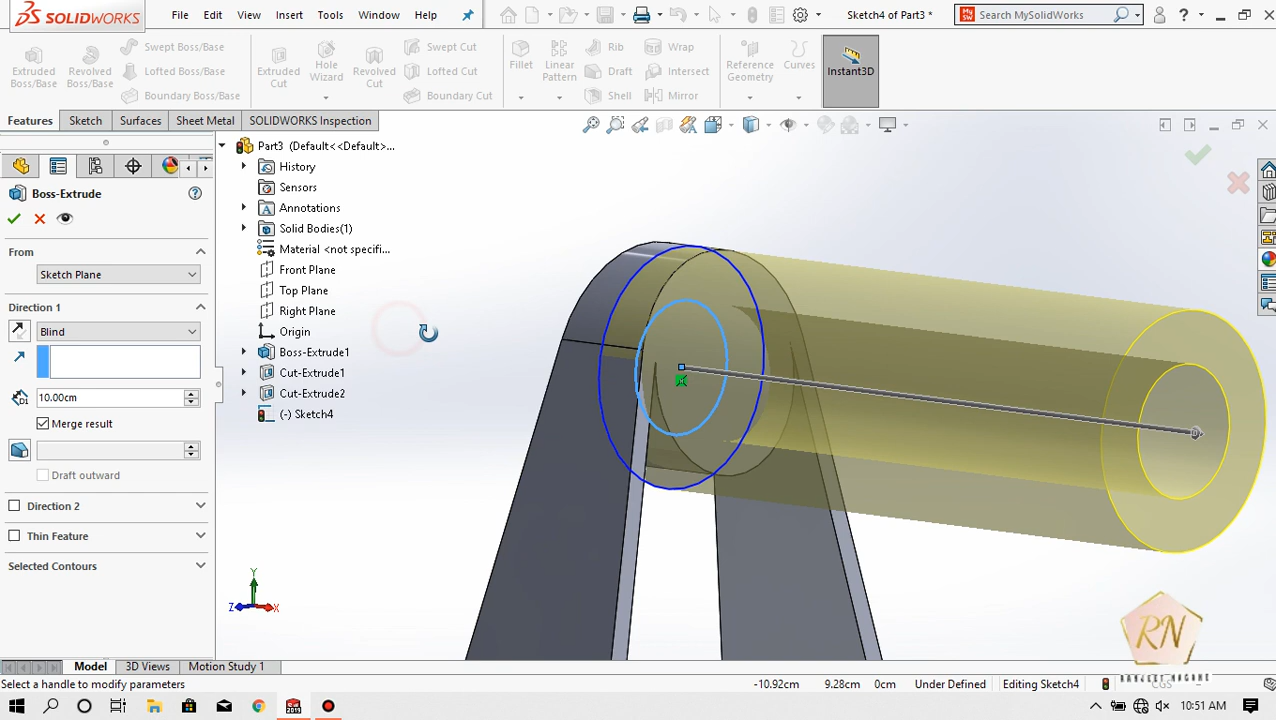 SOLIDWORKS
File
Edit
View
Insert
Tools
Window
Help
Sketch4 of Part3 *
Search MySolidWorks
Extruded Boss/Base
Revolved Boss/Base
Swept Boss/Base
Lofted Boss/Base
Boundary Boss/Base
Extruded Cut
Hole Wizard
Revolved Cut
Swept Cut
Lofted Cut
Boundary Cut
Fillet
Linear Pattern
Rib
Draft
Shell
Wrap
Intersect
Mirror
Reference Geometry
Curves
Instant3D
Features
Sketch
Surfaces
Sheet Metal
SOLIDWORKS Inspection
Boss-Extrude
From
Sketch Plane
Direction 1
Blind
10.00cm
Merge result
Draft outward
Direction 2
Thin Feature
Selected Contours
Part3 (Default<<Default>...
History
Sensors
Annotations
Solid Bodies(1)
Material <not specifi...
Front Plane
Top Plane
Right Plane
Origin
Boss-Extrude1
Cut-Extrude1
Cut-Extrude2
(-) Sketch4
Y
Z
X
RN
RANJEET NAGARE
Model
3D Views
Motion Study 1
Select a handle to modify parameters
-10.92cm
9.28cm
0cm
Under Defined
Editing Sketch4
CGS
10:51 AM